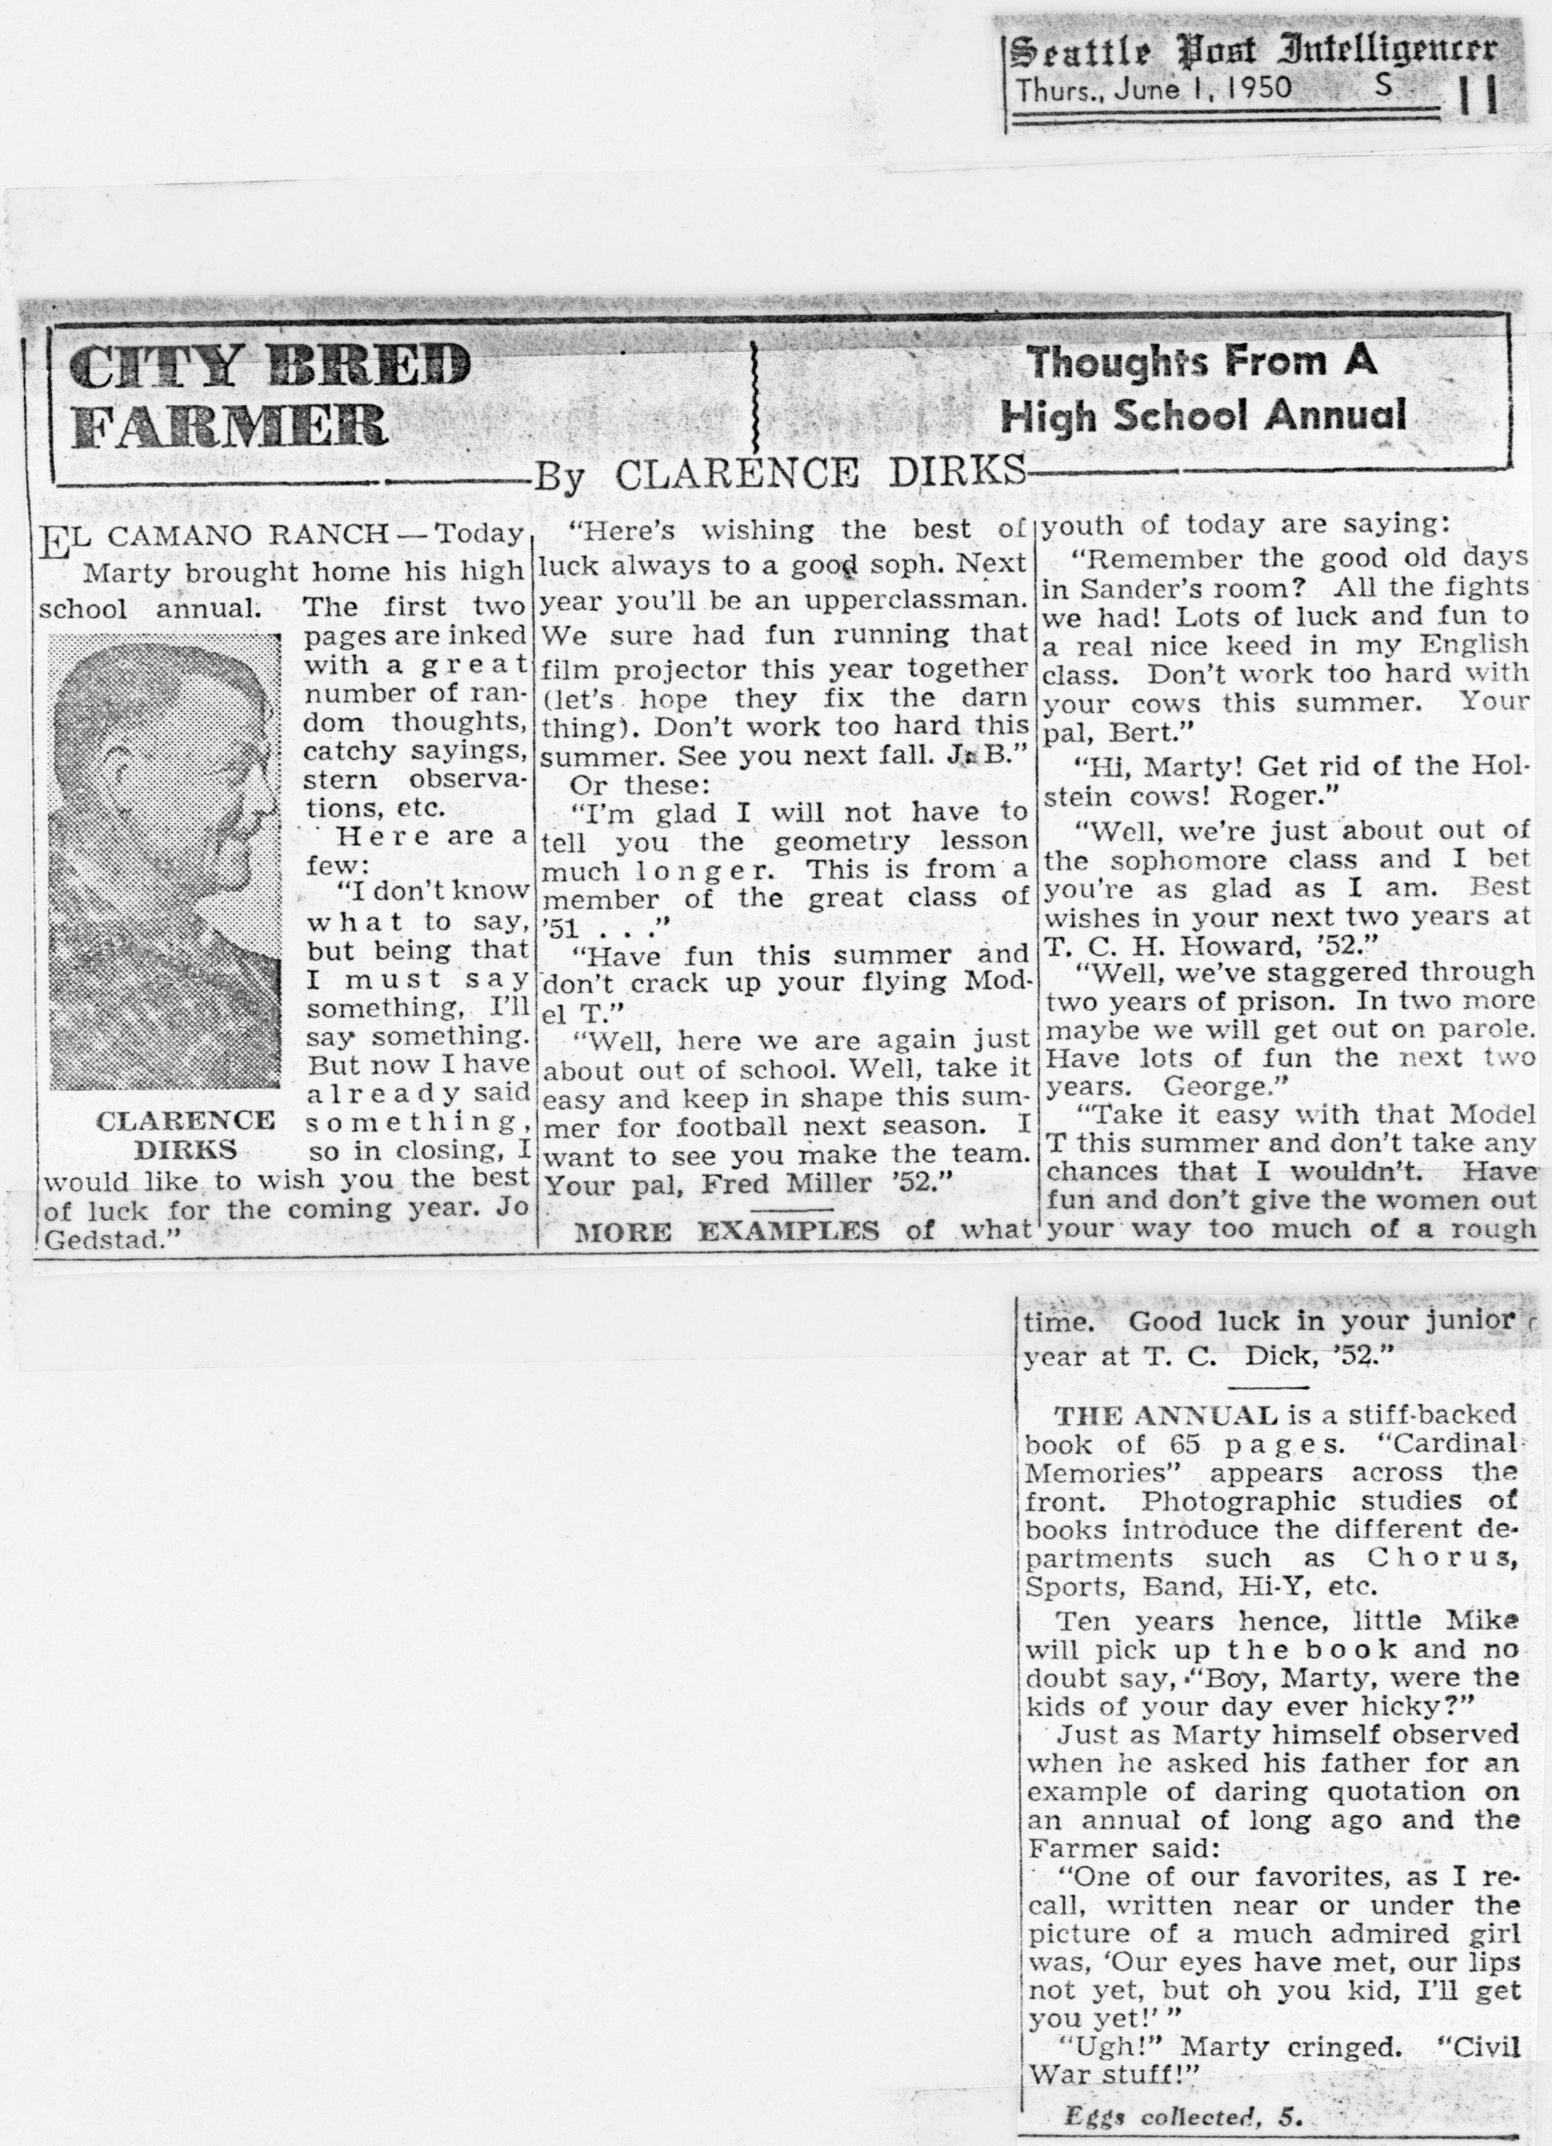 Seattle Post Intelligencer
Thurs., June 1, 1950 S 11
CITY BRED
FARMER
Thoughts From A
High School Annual
By CLARENCE DIRKS
EL CAMANO RANCH — Today
Marty brought home his high
school annual. The first two
pages are inked
with a great
number of ran-
dom thoughts,
catchy sayings,
stern observa-
tions, etc.
Here are a
few:
“I don't know
what to say,
but being that
I must say
something, I'll
say something.
But now I have
already said
something,
so in closing, I
CLARENCE
DIRKS
would like to wish you the best
of luck for the coming year. Jo
Gedstad.”
“Here's wishing the best of
luck always to a good soph. Next
year you'll be an upperclassman.
We sure had fun running that
film projector this year together
(let's hope they fix the darn
thing). Don't work too hard this
summer. See you next fall. J. B.”
Or these:
“I'm glad I will not have to
tell you the geometry lesson
much longer. This is from a
member of the great class of
'51 . . .”
“Have fun this summer and
don't crack up your flying Mod-
el T.”
“Well, here we are again just
about out of school. Well, take it
easy and keep in shape this sum-
mer for football next season. I
want to see you make the team.
Your pal, Fred Miller '52.”
MORE EXAMPLES of what
youth of today are saying:
“Remember the good old days
in Sander's room? All the fights
we had! Lots of luck and fun to
a real nice keed in my English
class. Don't work too hard with
your cows this summer. Your
pal, Bert.”
“Hi, Marty! Get rid of the Hol-
stein cows! Roger.”
“Well, we're just about out of
the sophomore class and I bet
you're as glad as I am. Best
wishes in your next two years at
T. C. H. Howard, '52.”
“Well, we've staggered through
two years of prison. In two more
maybe we will get out on parole.
Have lots of fun the next two
years. George.”
“Take it easy with that Model
T this summer and don't take any
chances that I wouldn't. Have
fun and don't give the women out
your way too much of a rough
time. Good luck in your junior
year at T. C. Dick, '52.”
THE ANNUAL is a stiff-backed
book of 65 pages. “Cardinal
Memories” appears across the
front. Photographic studies of
books introduce the different de-
partments such as Chorus,
Sports, Band, Hi-Y, etc.
Ten years hence, little Mike
will pick up the book and no
doubt say, “Boy, Marty, were the
kids of your day ever hicky?”
Just as Marty himself observed
when he asked his father for an
example of daring quotation on
an annual of long ago and the
Farmer said:
“One of our favorites, as I re-
call, written near or under the
picture of a much admired girl
was, ‘Our eyes have met, our lips
not yet, but oh you kid, I'll get
you yet!’ ”
“Ugh!” Marty cringed. “Civil
War stuff!”
Eggs collected, 5.